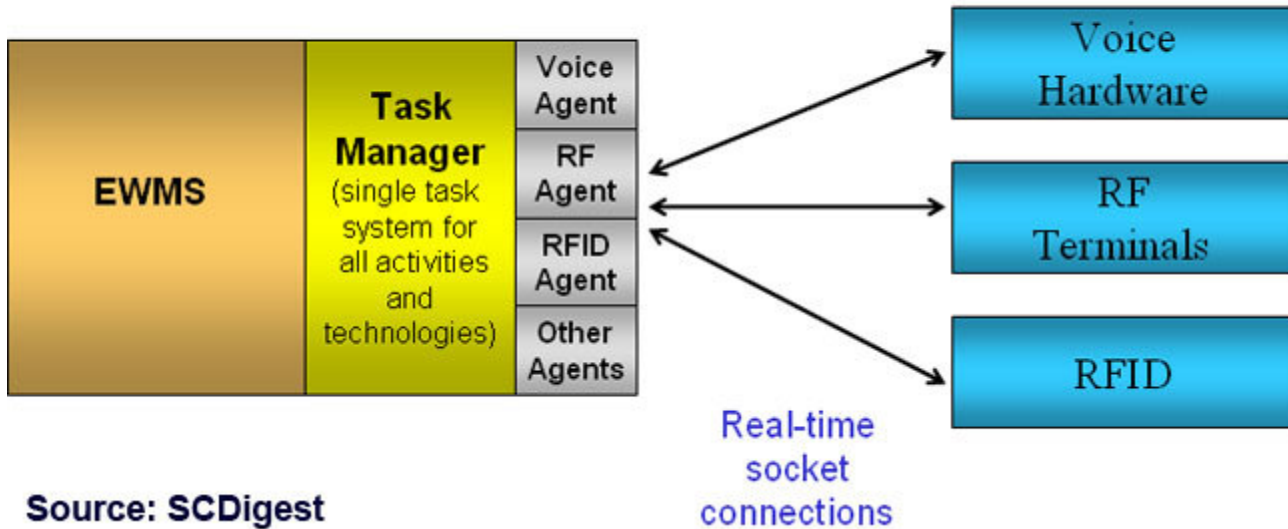 EWMS
Task
Manager
(single task
system for
all activities
and
technologies)
Voice
Agent
RF
Agent
RFID
Agent
Other
Agents
Voice
Hardware
RF
Terminals
RFID
Real-time
socket
connections
Source: SCDigest